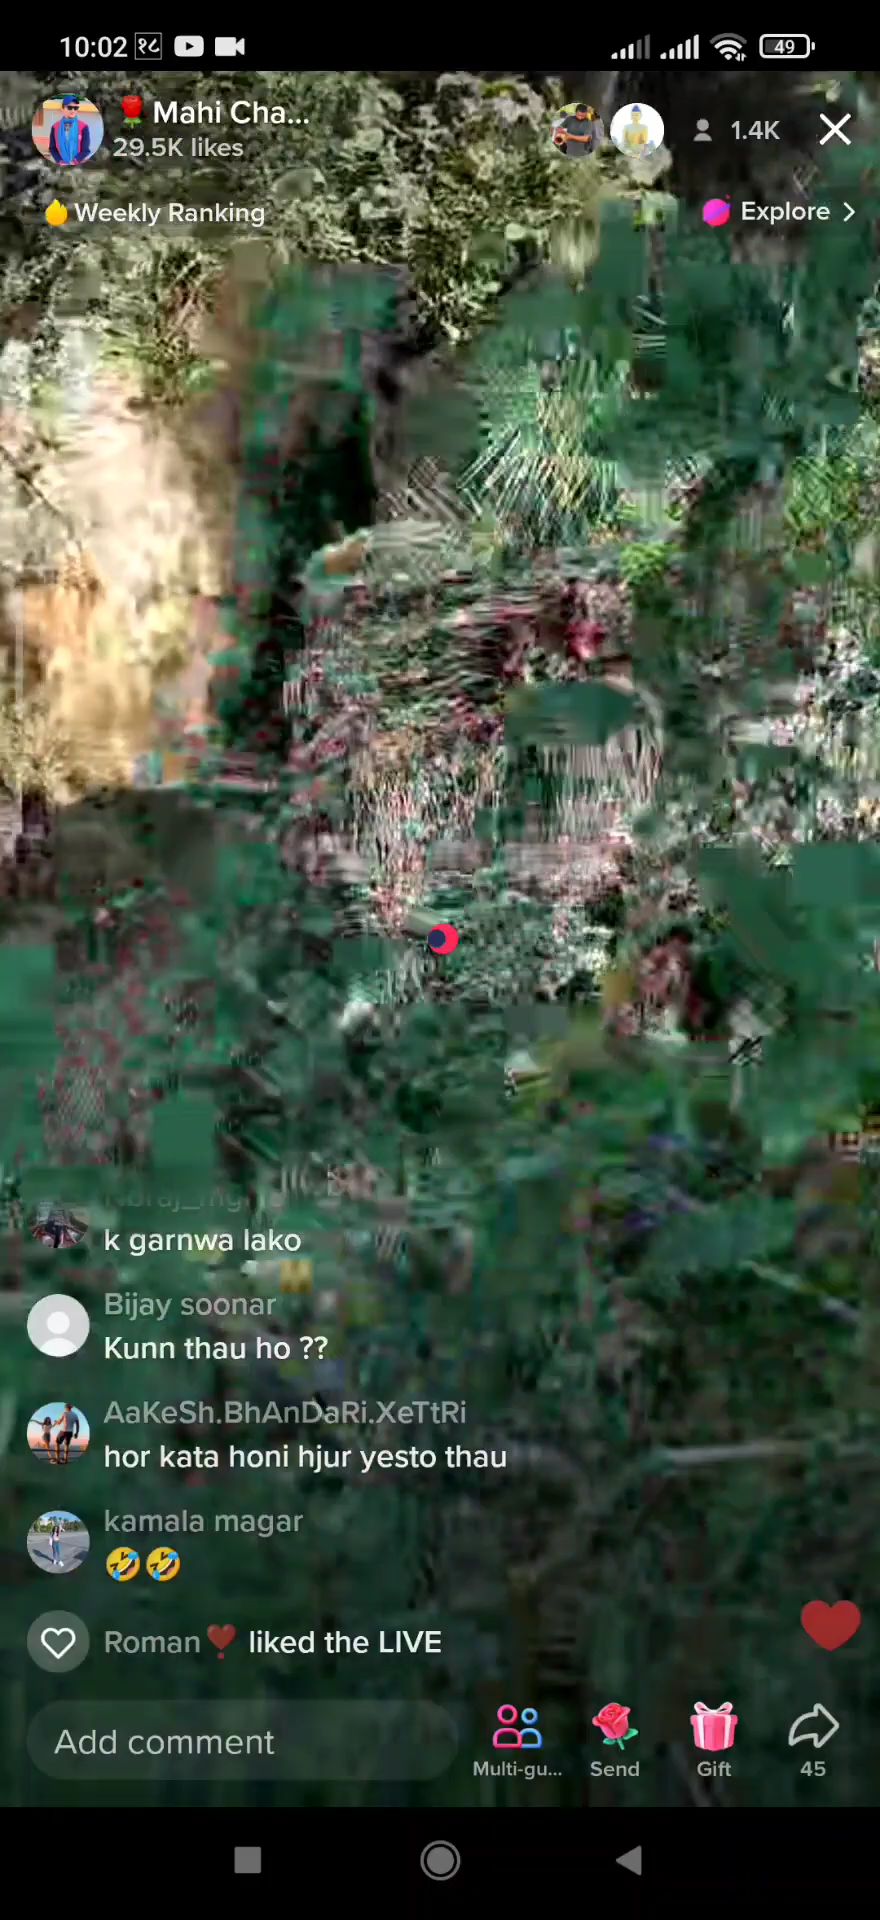 10:02 १८ 49
🌹Mahi Cha... 1.4K
29.5K likes
Weekly Ranking Explore >
k garnwa lako
Bijay soonar
Kunn thau ho ??
AaKeSh.BhAnDaRi.XeTtRi
hor kata honi hjur yesto thau
kamala magar
🤣🤣
Roman❣️ liked the LIVE
Add comment
Multi-gu... Send Gift 45